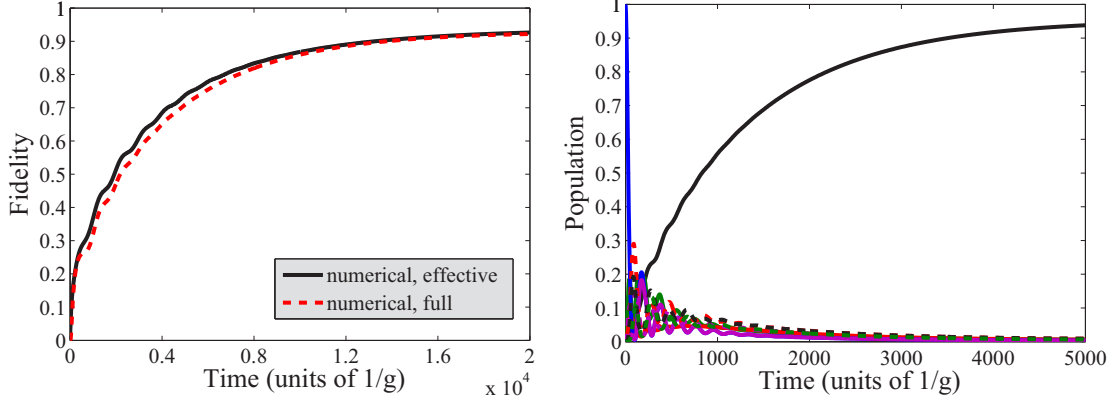 1
0.9
0.8
0.7
0.6
0.5
0.4
0.3
0.2
0.1
0
Fidelity
numerical, effective
numerical, full
0 0.4 0.8 1.2 1.6 2
Time (units of 1/g)
x 10^4
1
0.9
0.8
0.7
0.6
0.5
0.4
0.3
0.2
0.1
0
Population
0 1000 2000 3000 4000 5000
Time (units of 1/g)